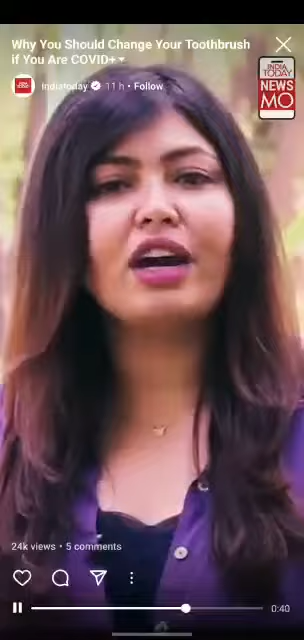 Why You Should Change Your Toothbrush
if You Are COVID+
indiatoday 11 h • Follow
INDIA
TODAY
NEWS
MO
24k views • 5 comments
0:40